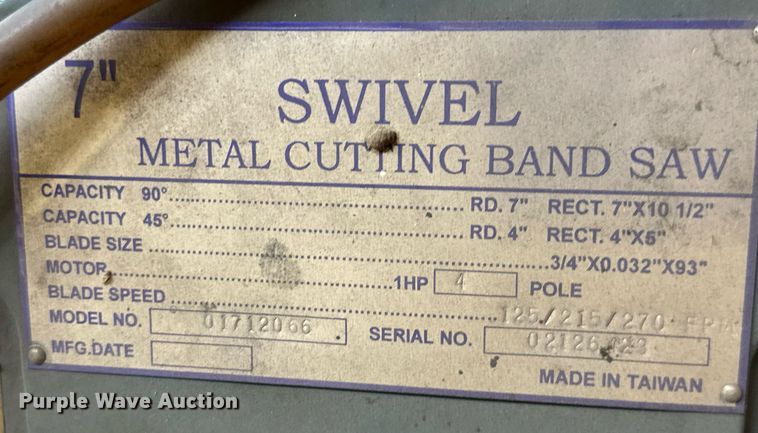 7" SWIVEL
METAL CUTTING BAND SAW
CAPACITY 90°........................................ RD. 7" RECT. 7"X10 1/2"
CAPACITY 45°........................................ RD. 4" RECT. 4"X5"
BLADE SIZE ........................................3/4"X0.032"X93"
MOTOR........................................1HP 4 POLE
BLADE SPEED ........................................125/215/270 FPM
MODEL NO. 01712066 SERIAL NO.
MFG.DATE
MADE IN TAIWAN
Purple Wave Auction